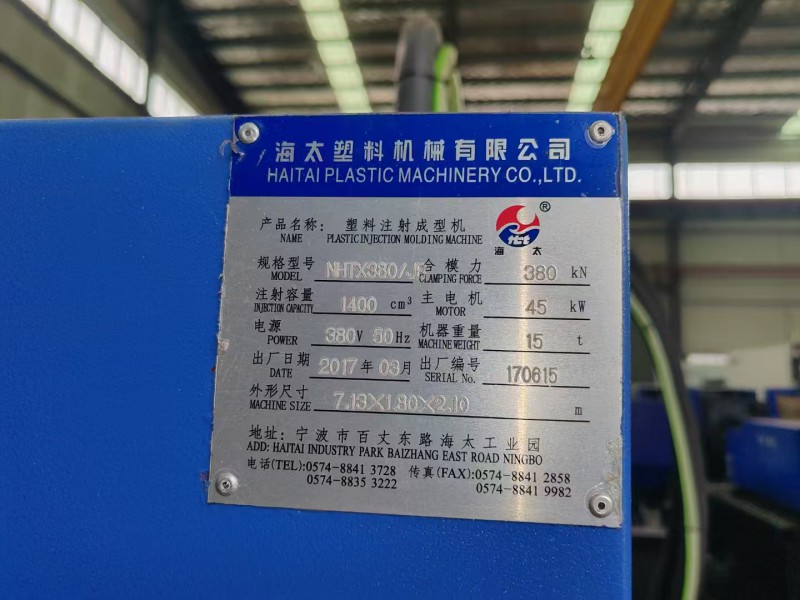 海太塑料机械有限公司
HAITAI PLASTIC MACHINERY CO.,LTD.
®
海 太
产品名称: 塑料注射成型机
NAME PLASTIC INJECTION MOLDING MACHINE
规格型号 NHTX380/J 合模力 380 kN
MODEL CLAMPING FORCE
注射容量 1400 cm³ 主电机 45 kW
INJECTION CAPACITY MOTOR
电源 380V 50Hz 机器重量 15 t
POWER MACHINE WEIGHT
出厂日期 2017年03月 出厂编号 170615
DATE SERIAL No.
外形尺寸 7.13×1.80×2.10 m
MACHINE SIZE
地址: 宁波市百丈东路海太工业园
ADD: HAITAI INDUSTRY PARK BAIZHANG EAST ROAD NINGBO
电话(TEL):0574-8841 3728 传真(FAX):0574-8841 2858
0574-8835 3222 0574-8841 9982